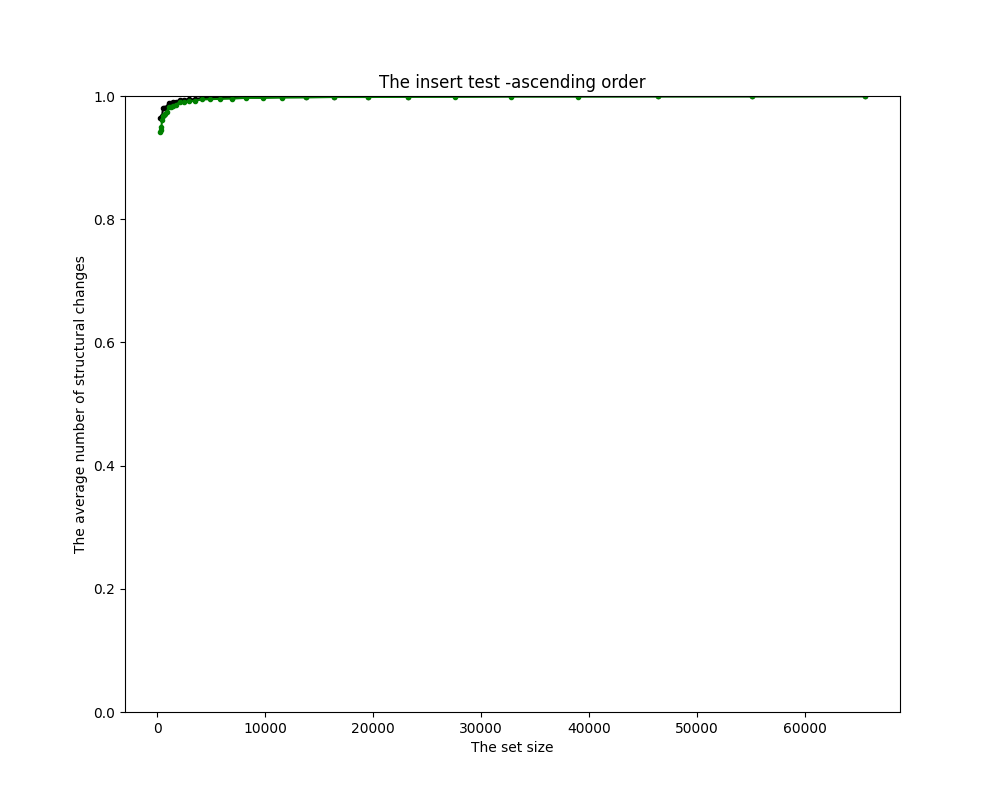 The insert test -ascending order
1.0
0.8
0.6
0.4
0.2
0.0
The average number of structural changes
0 10000 20000 30000 40000 50000 60000
The set size